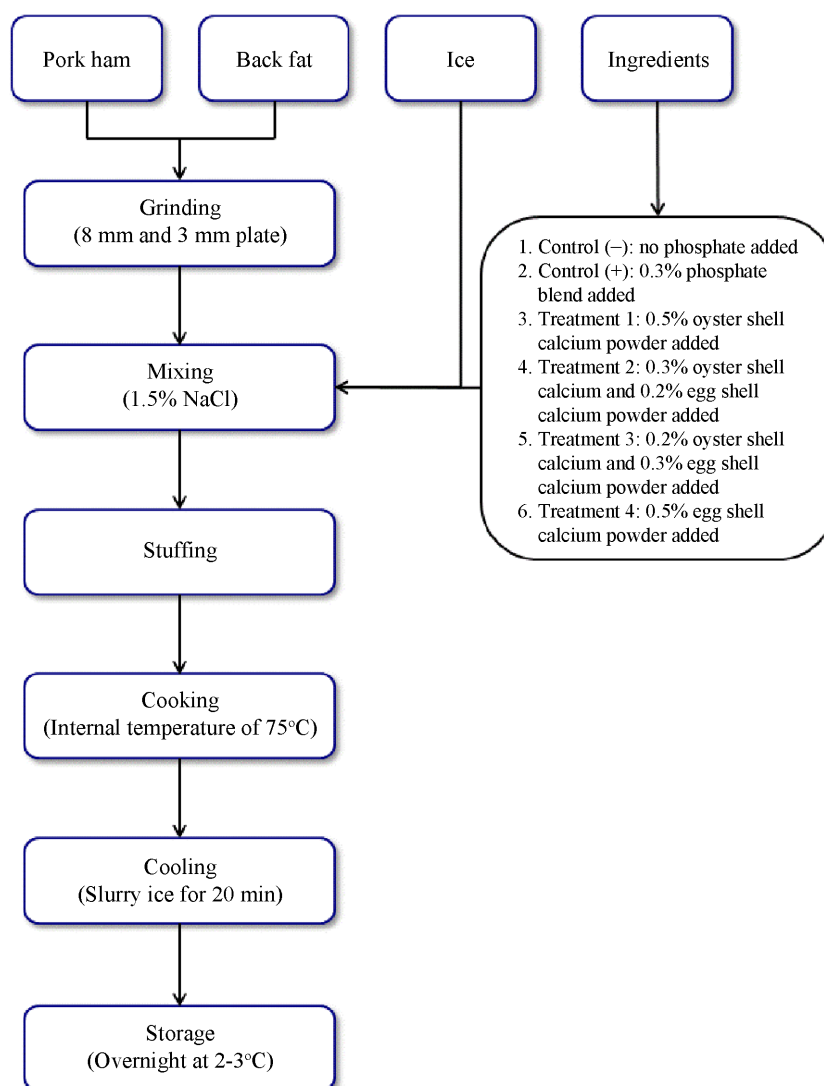 Pork ham
Back fat
Ice
Ingredients
Grinding
(8 mm and 3 mm plate)
1. Control (−): no phosphate added
2. Control (+): 0.3% phosphate
blend added
3. Treatment 1: 0.5% oyster shell
calcium powder added
4. Treatment 2: 0.3% oyster shell
calcium and 0.2% egg shell
calcium powder added
5. Treatment 3: 0.2% oyster shell
calcium and 0.3% egg shell
calcium powder added
6. Treatment 4: 0.5% egg shell
calcium powder added
Mixing
(1.5% NaCl)
Stuffing
Cooking
(Internal temperature of 75°C)
Cooling
(Slurry ice for 20 min)
Storage
(Overnight at 2-3°C)